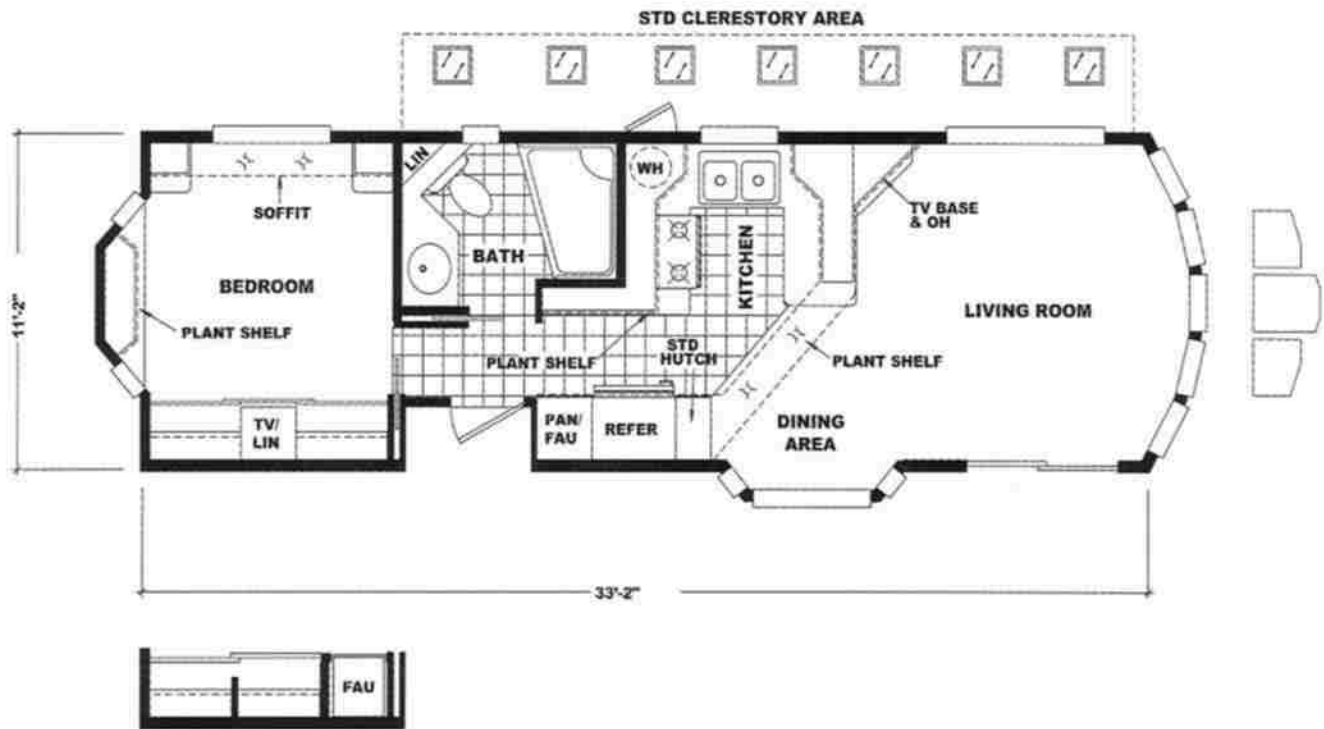 STD CLERESTORY AREA
LIN
WH
SOFFIT
TV BASE
& OH
BATH
KITCHEN
BEDROOM
LIVING ROOM
11'-2"
PLANT SHELF
PLANT SHELF
STD
HUTCH
PLANT SHELF
TV/
LIN
PAN/
FAU
REFER
DINING
AREA
33'-2"
FAU